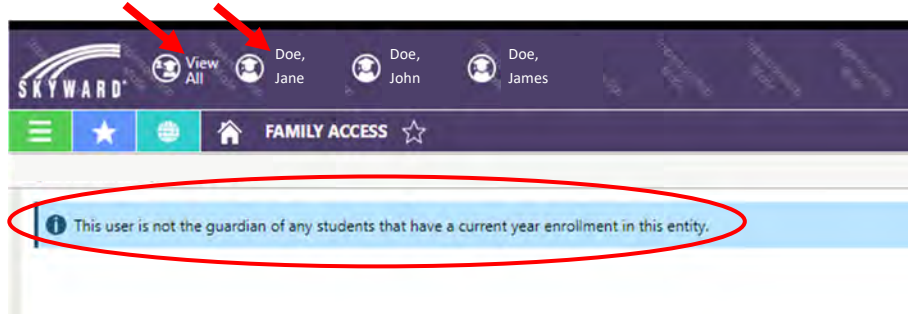 SKYWARD
View All
Doe, Jane
Doe, John
Doe, James
FAMILY ACCESS
This user is not the guardian of any students that have a current year enrollment in this entity.